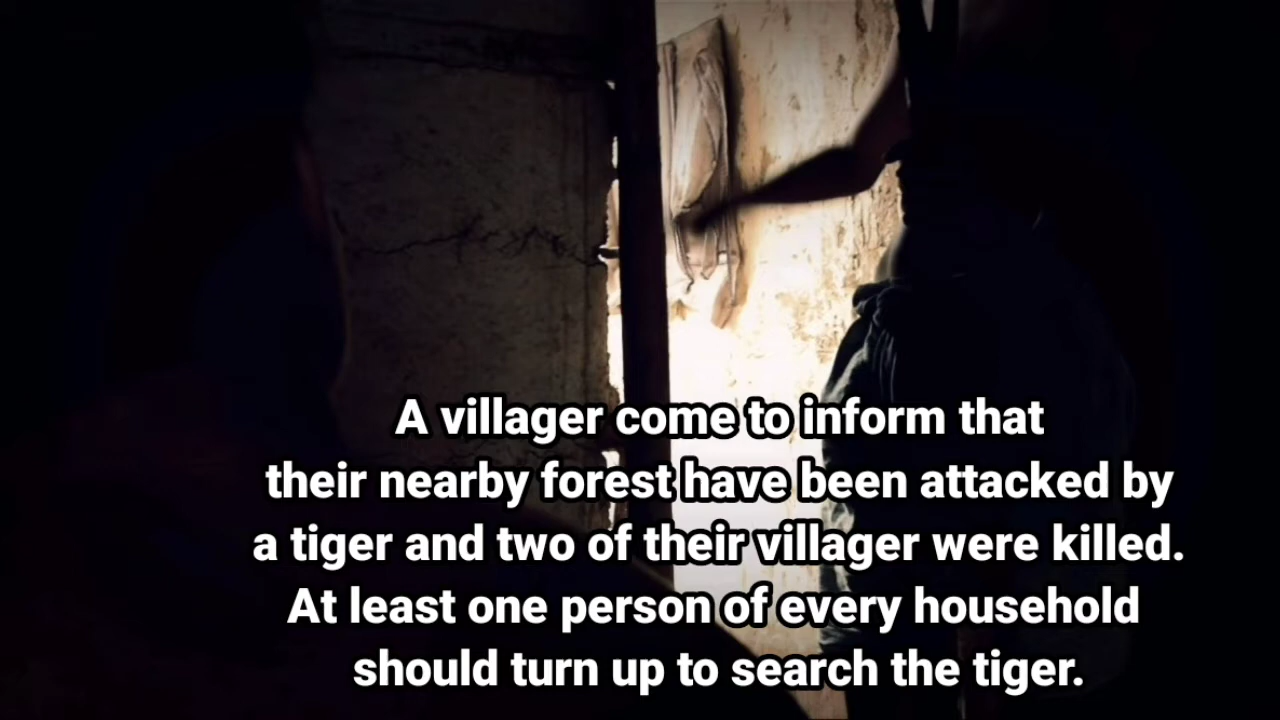 A villager come to inform that
their nearby forest have been attacked by
a tiger and two of their villager were killed.
At least one person of every household
should turn up to search the tiger.